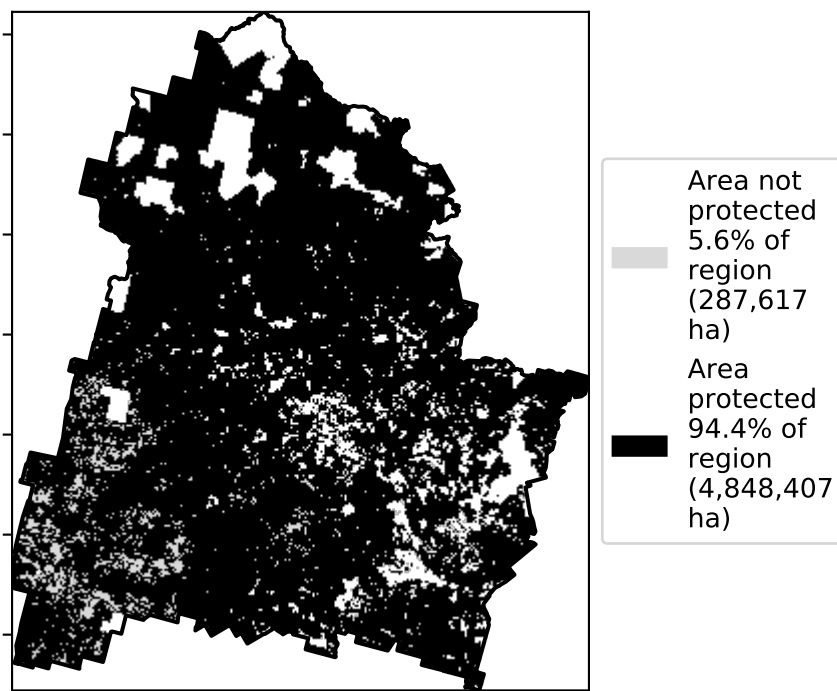 Area not
protected
5.6% of
region
(287,617
ha)
Area
protected
94.4% of
region
(4,848,407
ha)